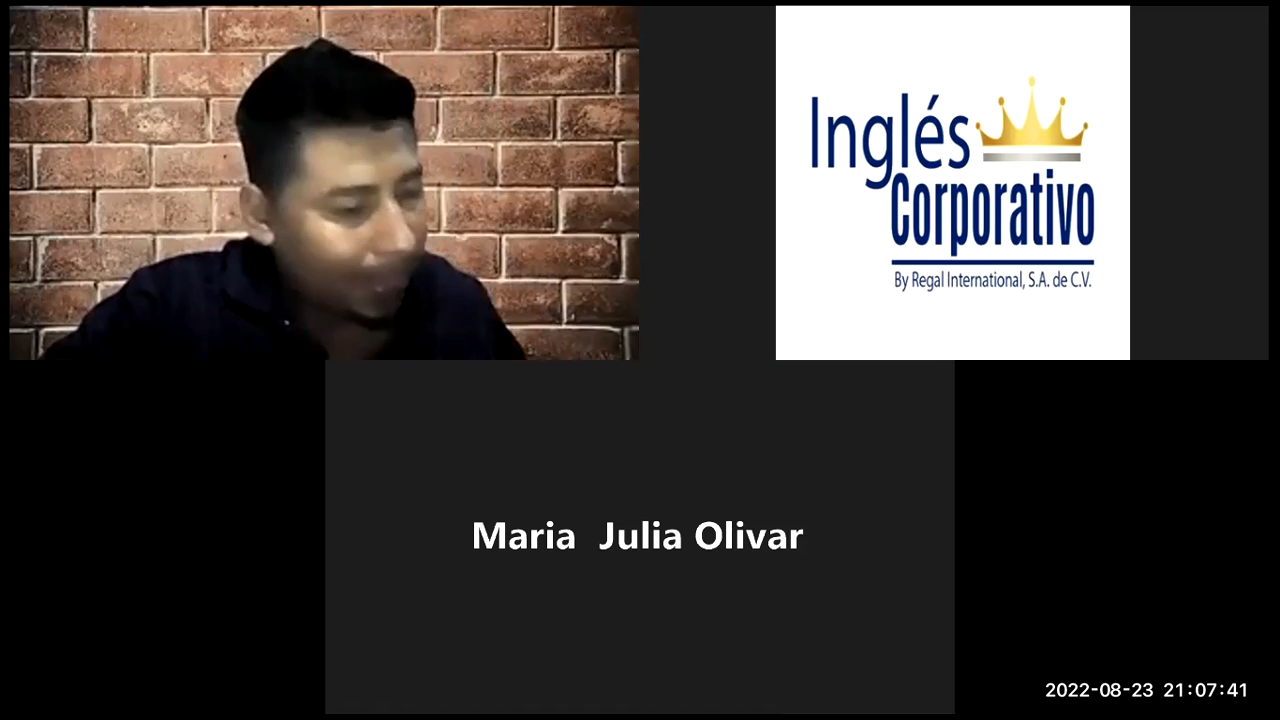 Inglés
Corporativo
By Regal International, S.A. de C.V.
Maria  Julia Olivar
2022-08-23 21:07:41